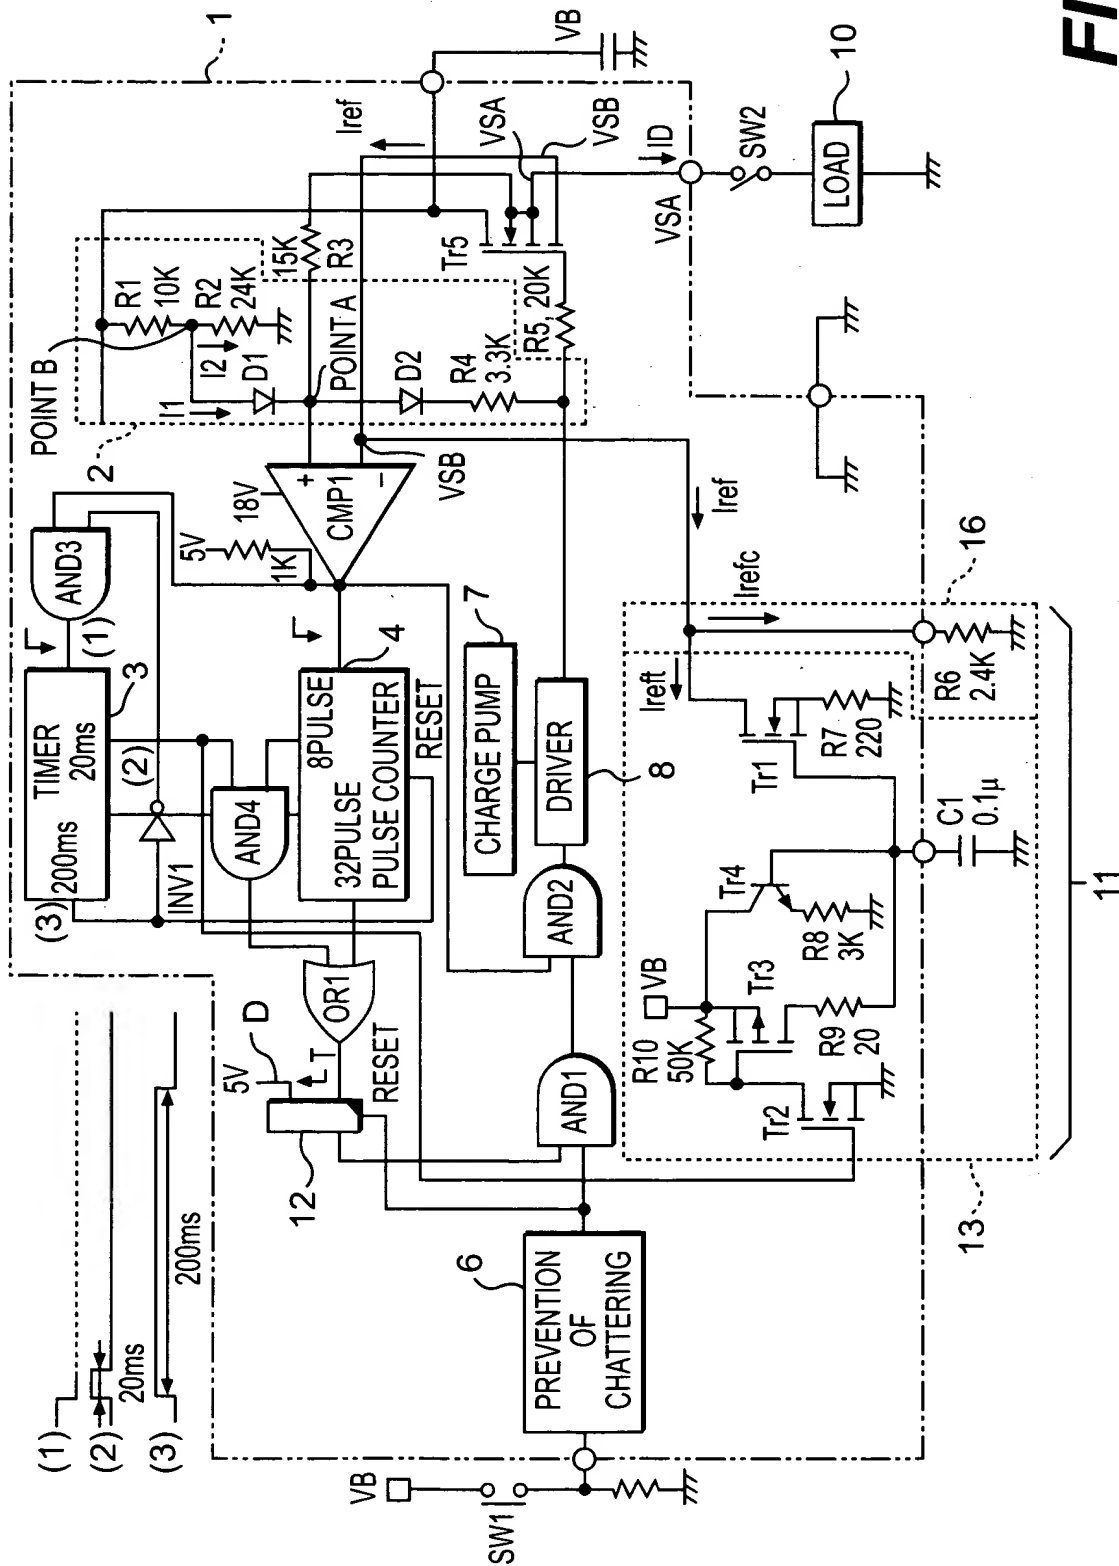 FI
(1)
(2)
(3)
20ms
200ms
1
VB
POINT B
2
R1
10K
R2
24K
I1
I2
D1
15K
R3
POINT A
D2
R4
3.3K
R5, 20K
Tr5
Iref
VSA
VSB
ID
VSA
SW2
LOAD
10
AND3
(1)
3
TIMER
20ms
200ms
(2)
(3)
INV1
AND4
5V
1K
18V
+
CMP1
-
VSB
4
8PULSE
32PULSE
PULSE COUNTER
RESET
OR1
5V
D
T
RESET
12
7
CHARGE PUMP
DRIVER
8
AND2
AND1
6
PREVENTION
OF
CHATTERING
VB
SW1
Iref
Irefc
16
R6
2.4K
Ireft
Tr1
R7
220
C1
0.1μ
Tr4
R8
3K
VB
Tr3
R9
20
R10
50K
Tr2
13
11